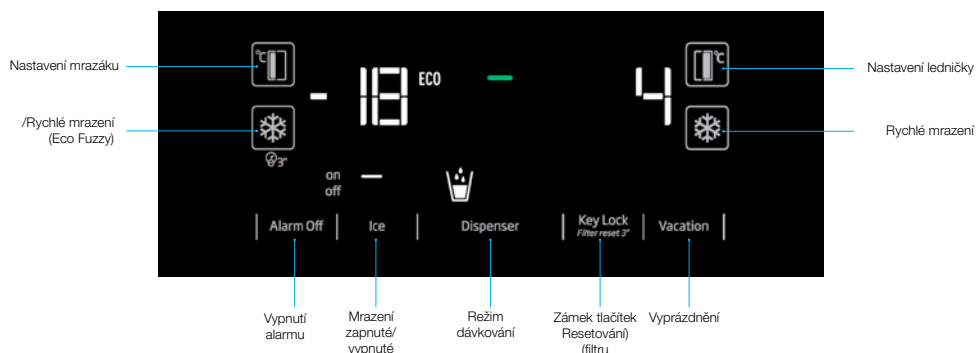 Nastavení mrazáku
/Rychlé mrazení
(Eco Fuzzy)
°C
- 18 ECO
4
°C
3"
on
off
Alarm Off
Ice
Dispenser
Key Lock
Filter reset 3"
Vacation
Nastavení ledničky
Rychlé mrazení
Vypnutí
alarmu
Mrazení
zapnuté/
vypnuté
Režim
dávkování
Zámek tlačítek
Resetování)
(filtru
Vyprázdnění